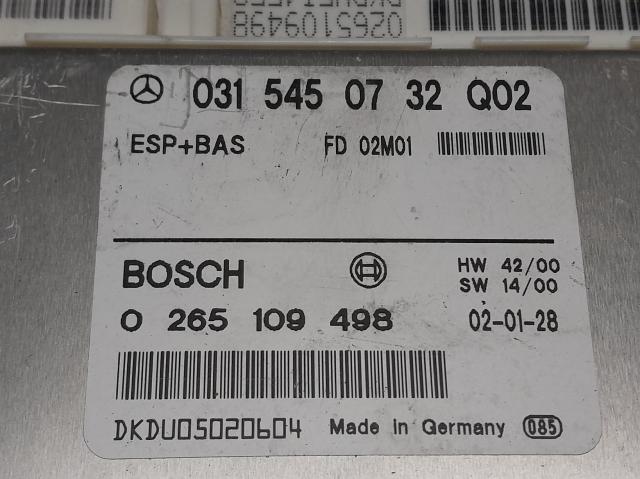 0265109498
031 545 07 32 Q02
ESP+BAS FD 02M01
BOSCH HW 42/00
SW 14/00
0 265 109 498 02-01-28
DKDU05020604 Made in Germany 085